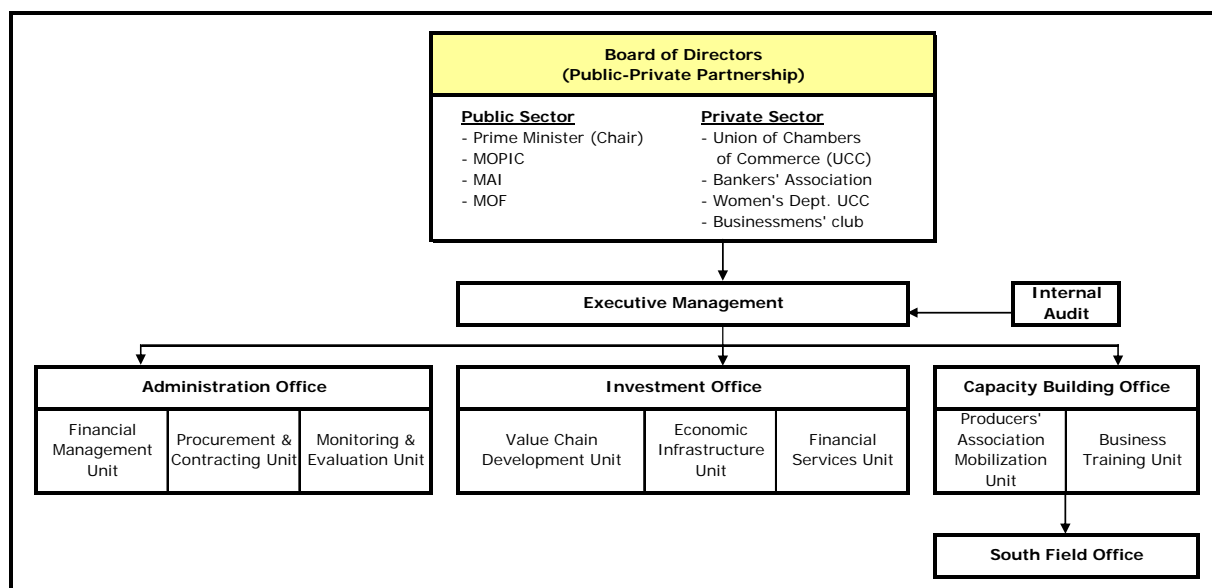 Board of Directors
(Public-Private Partnership)
Public Sector
- Prime Minister (Chair)
- MOPIC
- MAI
- MOF
Private Sector
- Union of Chambers
of Commerce (UCC)
- Bankers' Association
- Women's Dept. UCC
- Businessmens' club
Executive Management
Internal
Audit
Administration Office
Financial
Management
Unit
Procurement &
Contracting Unit
Monitoring &
Evaluation Unit
Investment Office
Value Chain
Development Unit
Economic
Infrastructure
Unit
Financial
Services Unit
Capacity Building Office
Producers'
Association
Mobilization
Unit
Business
Training Unit
South Field Office